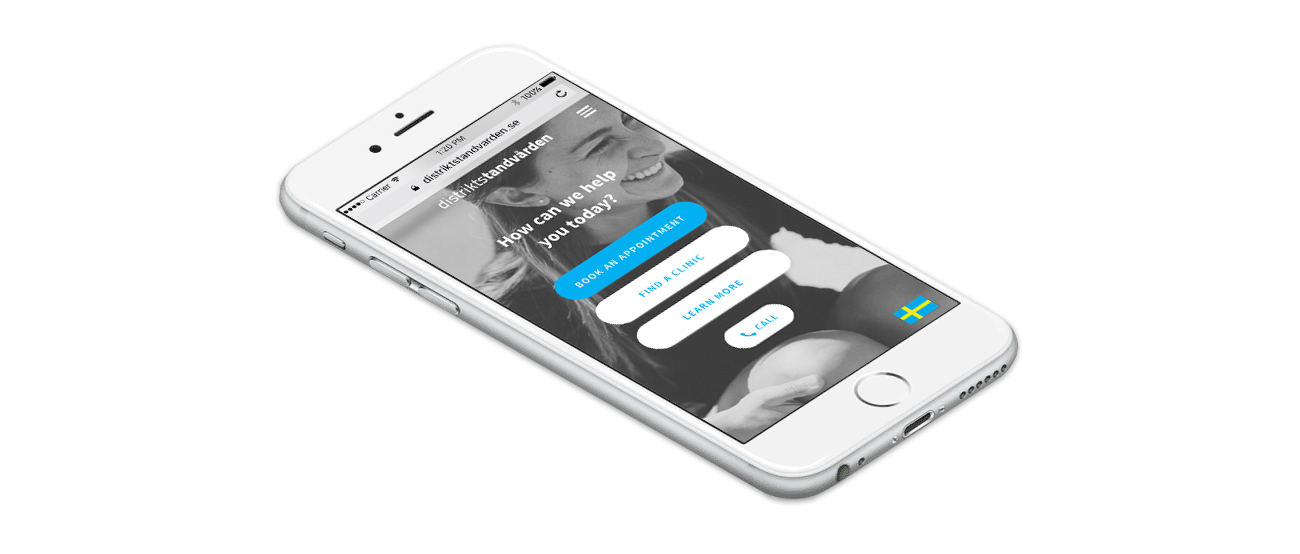 Carrier 1:20 PM 100%
distriktstandvarden.se
distriktstandvården
How can we help
you today?
BOOK AN APPOINTMENT
FIND A CLINIC
LEARN MORE
CALL